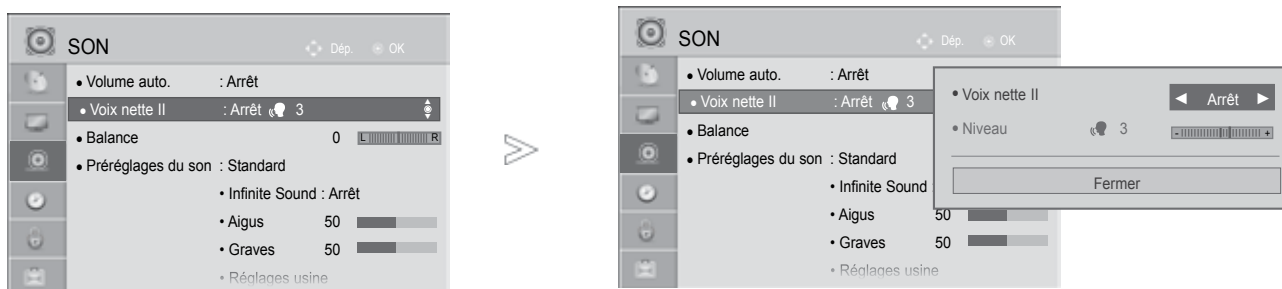 SON
Dép. OK
• Volume auto. : Arrêt
• Voix nette II : Arrêt 3
• Balance 0 L R
• Préréglages du son : Standard
• Infinite Sound : Arrêt
• Aigus 50
• Graves 50
• Réglages usine
SON
Dép. OK
• Volume auto. : Arrêt
• Voix nette II : Arrêt 3
• Balance
• Préréglages du son : Standard
• Infinite Sound :
• Aigus 50
• Graves 50
• Réglages usine
• Voix nette II ◀ Arrêt ▶
• Niveau 3 - +
Fermer